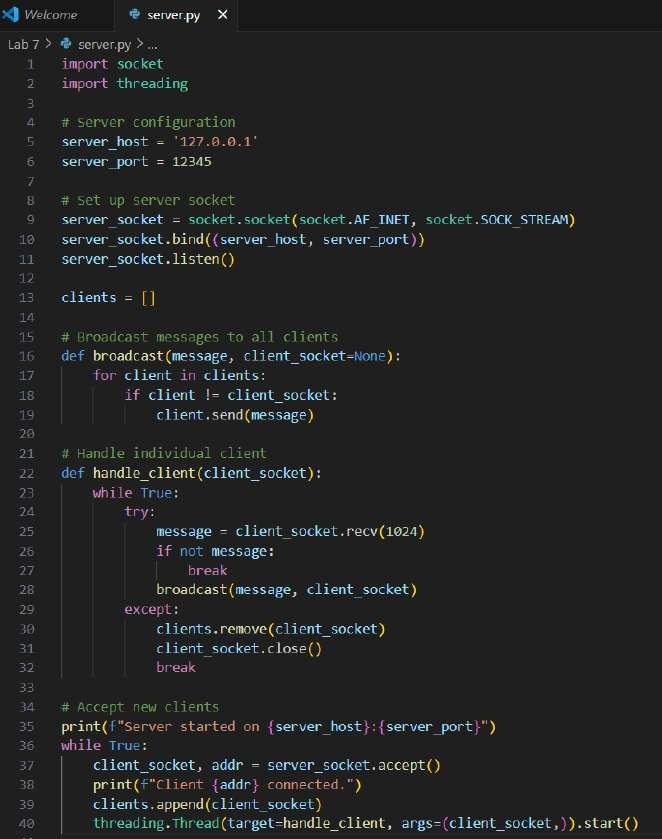 Welcome
server.py
Lab 7 > server.py > ...
1 import socket
2 import threading
3
4 # Server configuration
5 server_host = '127.0.0.1'
6 server_port = 12345
7
8 # Set up server socket
9 server_socket = socket.socket(socket.AF_INET, socket.SOCK_STREAM)
10 server_socket.bind((server_host, server_port))
11 server_socket.listen()
12
13 clients = []
14
15 # Broadcast messages to all clients
16 def broadcast(message, client_socket=None):
17     for client in clients:
18         if client != client_socket:
19             client.send(message)
20
21 # Handle individual client
22 def handle_client(client_socket):
23     while True:
24         try:
25             message = client_socket.recv(1024)
26             if not message:
27                 break
28             broadcast(message, client_socket)
29         except:
30             clients.remove(client_socket)
31             client_socket.close()
32             break
33
34 # Accept new clients
35 print(f"Server started on {server_host}:{server_port}")
36 while True:
37     client_socket, addr = server_socket.accept()
38     print(f"Client {addr} connected.")
39     clients.append(client_socket)
40     threading.Thread(target=handle_client, args=(client_socket,)).start()